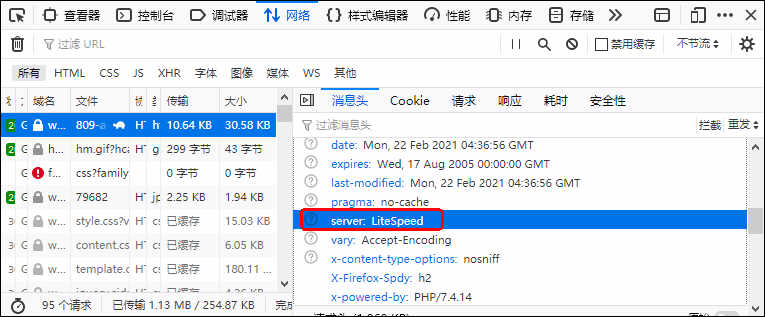 查看器 控制台 调试器 网络 样式编辑器 性能 内存 存储
过滤 URL 禁用缓存 不节流
所有 HTML CSS JS XHR 字体 图像 媒体 WS 其他
域名 文件 传输 大小
消息头 Cookie 请求 响应 耗时 安全性
2 G w... 809- H1 h 10.64 KB 30.58 KB
过滤消息头 拦截 重发
G h... hm.gif?hca H1 g 299 字节 43 字节
date: Mon, 22 Feb 2021 04:36:56 GMT
expires: Wed, 17 Aug 2005 00:00:00 GMT
G f... css?family 0 字节 0 字节
last-modified: Mon, 22 Feb 2021 04:36:56 GMT
2 G w... 79682 H1 jp 2.25 KB 1.94 KB
pragma: no-cache
G w... style.css?v 已缓存 15.03 KB
server: LiteSpeed
G w... content.cs 已缓存 6.05 KB
vary: Accept-Encoding
x-content-type-options: nosniff
G w... template.c 已缓存 180.11 ...
X-Firefox-Spdy: h2
x-powered-by: PHP/7.4.14
95 个请求 已传输 1.13 MB / 254.87 KB 完成